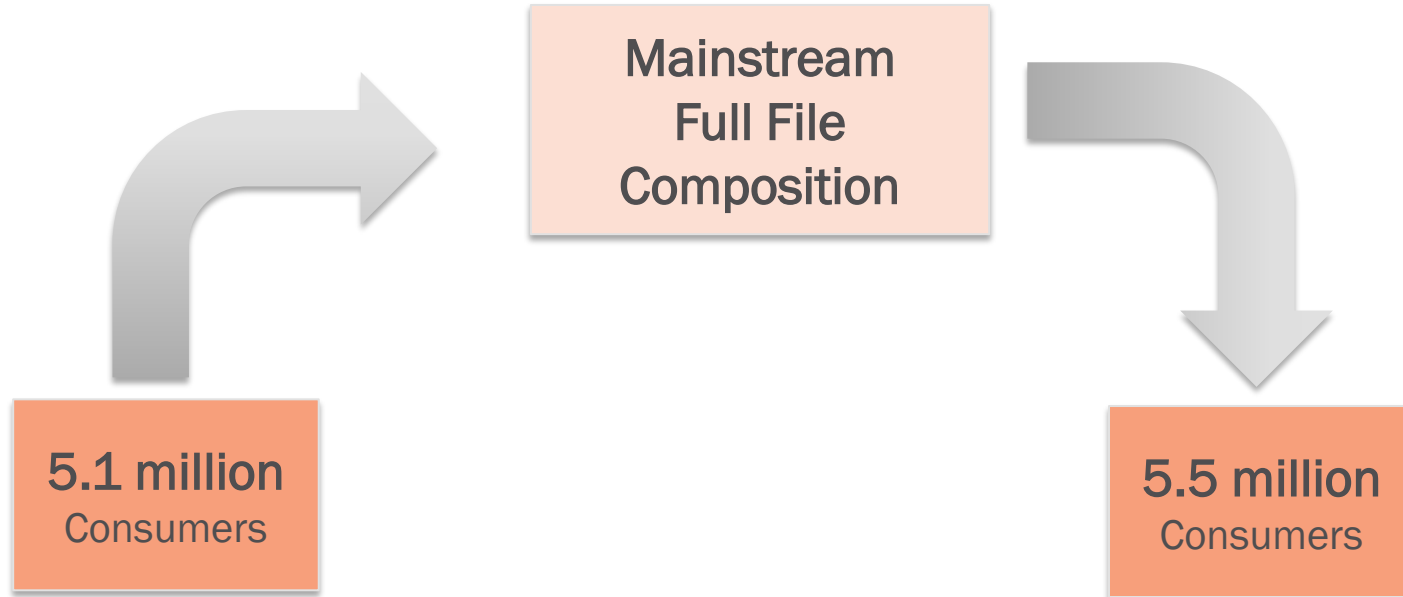 Mainstream
Full File
Composition
5.1 million
Consumers
5.5 million
Consumers